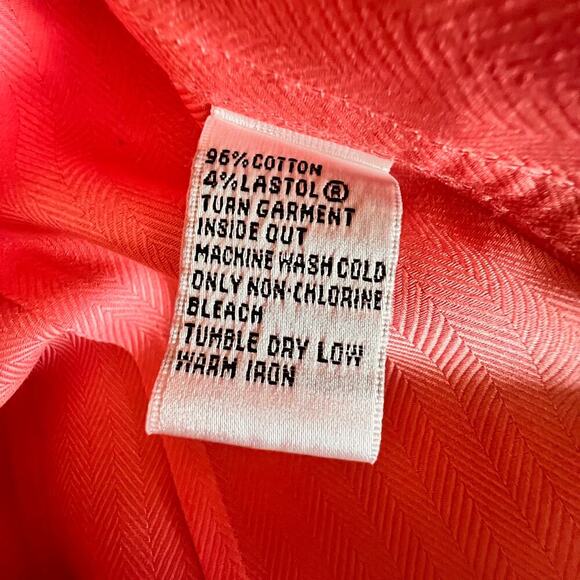 96% COTTON
4% LASTOL ®
TURN GARMENT
INSIDE OUT
MACHINE WASH COLD
ONLY NON-CHLORINE
BLEACH
TUMBLE DRY LOW
WARM IRON